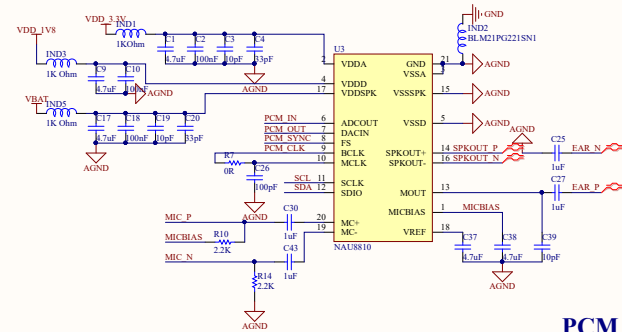 GND
VDD_3.3V
IND1
1KOhm
C1
4.7uF
C2
100nF
C3
10pF
C4
33pF
IND2
BLM21PG221SN1
VDD_1V8
IND3
1K Ohm
C9
4.7uF
C10
100nF
AGND
AGND
U3
2 VDDA
GND 21
AGND
VSSA 3
4 VDDD
17 VDDSPK
VSSSPK 15
AGND
VBAT
IND5
1K Ohm
C17
4.7uF
C18
100nF
C19
10pF
C20
33pF
AGND
PCM_IN 6 ADCOUT
PCM_OUT 7 DACIN
PCM_SYNC 8 FS
PCM_CLK 9 BCLK
10 MCLK
VSSD 5
AGND
AGND
SPKOUT+ 14 SPKOUT_P
SPKOUT- 16 SPKOUT_N
C25
1uF
EAR_N
R7
0R
C26
100pF
AGND
SCL 11 SCLK
SDA 12 SDIO
MOUT 13
C27
1uF
EAR_P
MICBIAS 1 MICBIAS
MIC_P
C30
1uF
20 MC+
19 MC-
VREF 18
MICBIAS
R10
2.2K
MIC_N
C43
1uF
NAU8810
C37
4.7uF
C38
4.7uF
C39
10pF
AGND
R14
2.2K
AGND
PCM